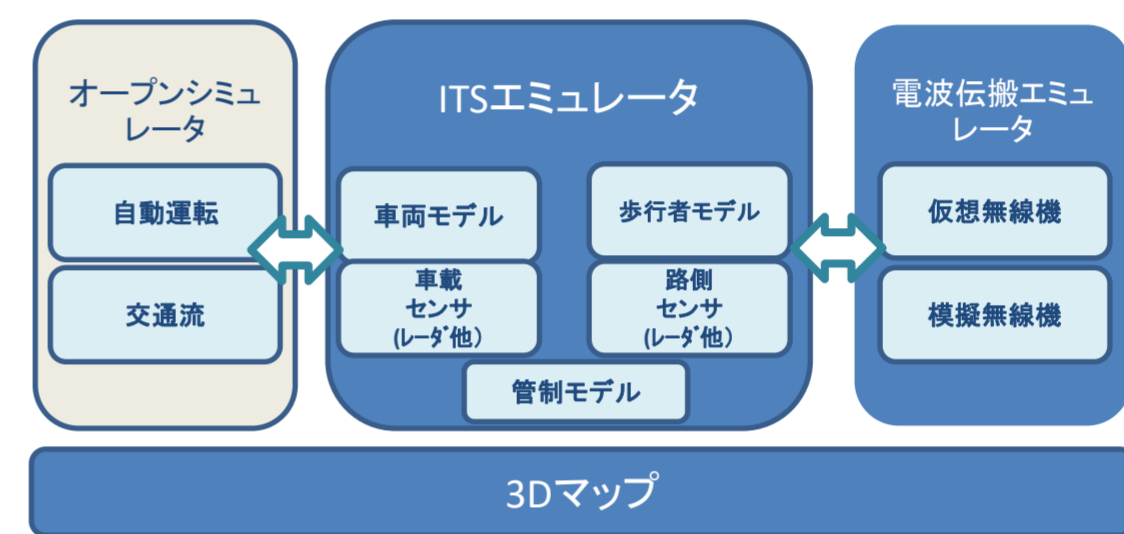 オープンシミュ
レータ
自動運転
交通流
ITSエミュレータ
車両モデル
歩行者モデル
車載
センサ
(ﾚｰﾀﾞ他)
路側
センサ
(ﾚｰﾀﾞ他)
管制モデル
電波伝搬エミュ
レータ
仮想無線機
模擬無線機
3Dマップ